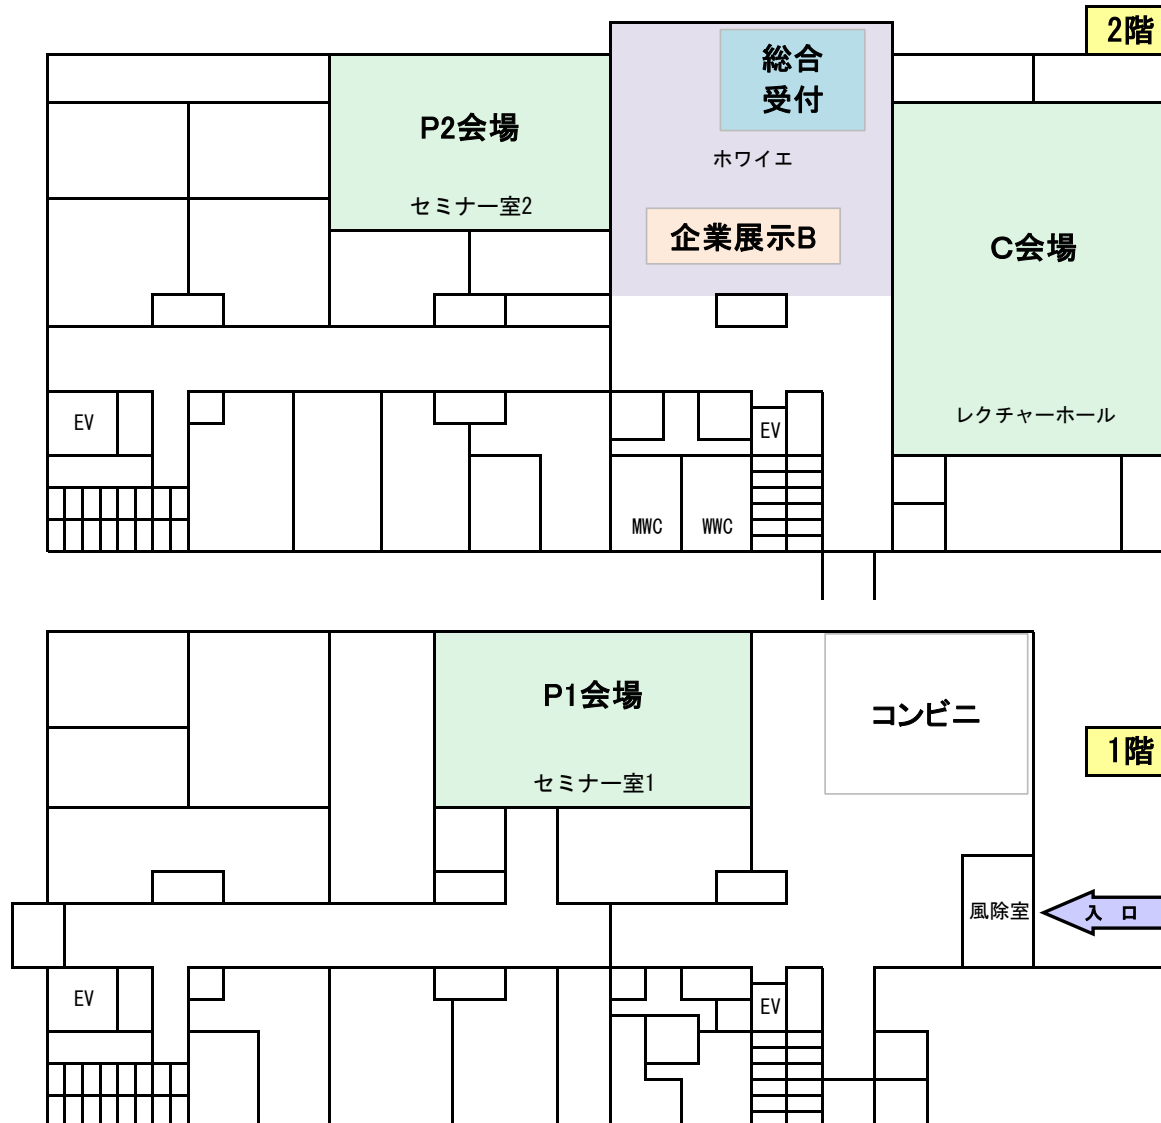 2階
総合
受付
P2会場
ホワイエ
セミナー室2
企業展示B
C会場
レクチャーホール
EV
EV
MWC
WWC
P1会場
コンビニ
1階
セミナー室1
風除室
入 口
EV
EV